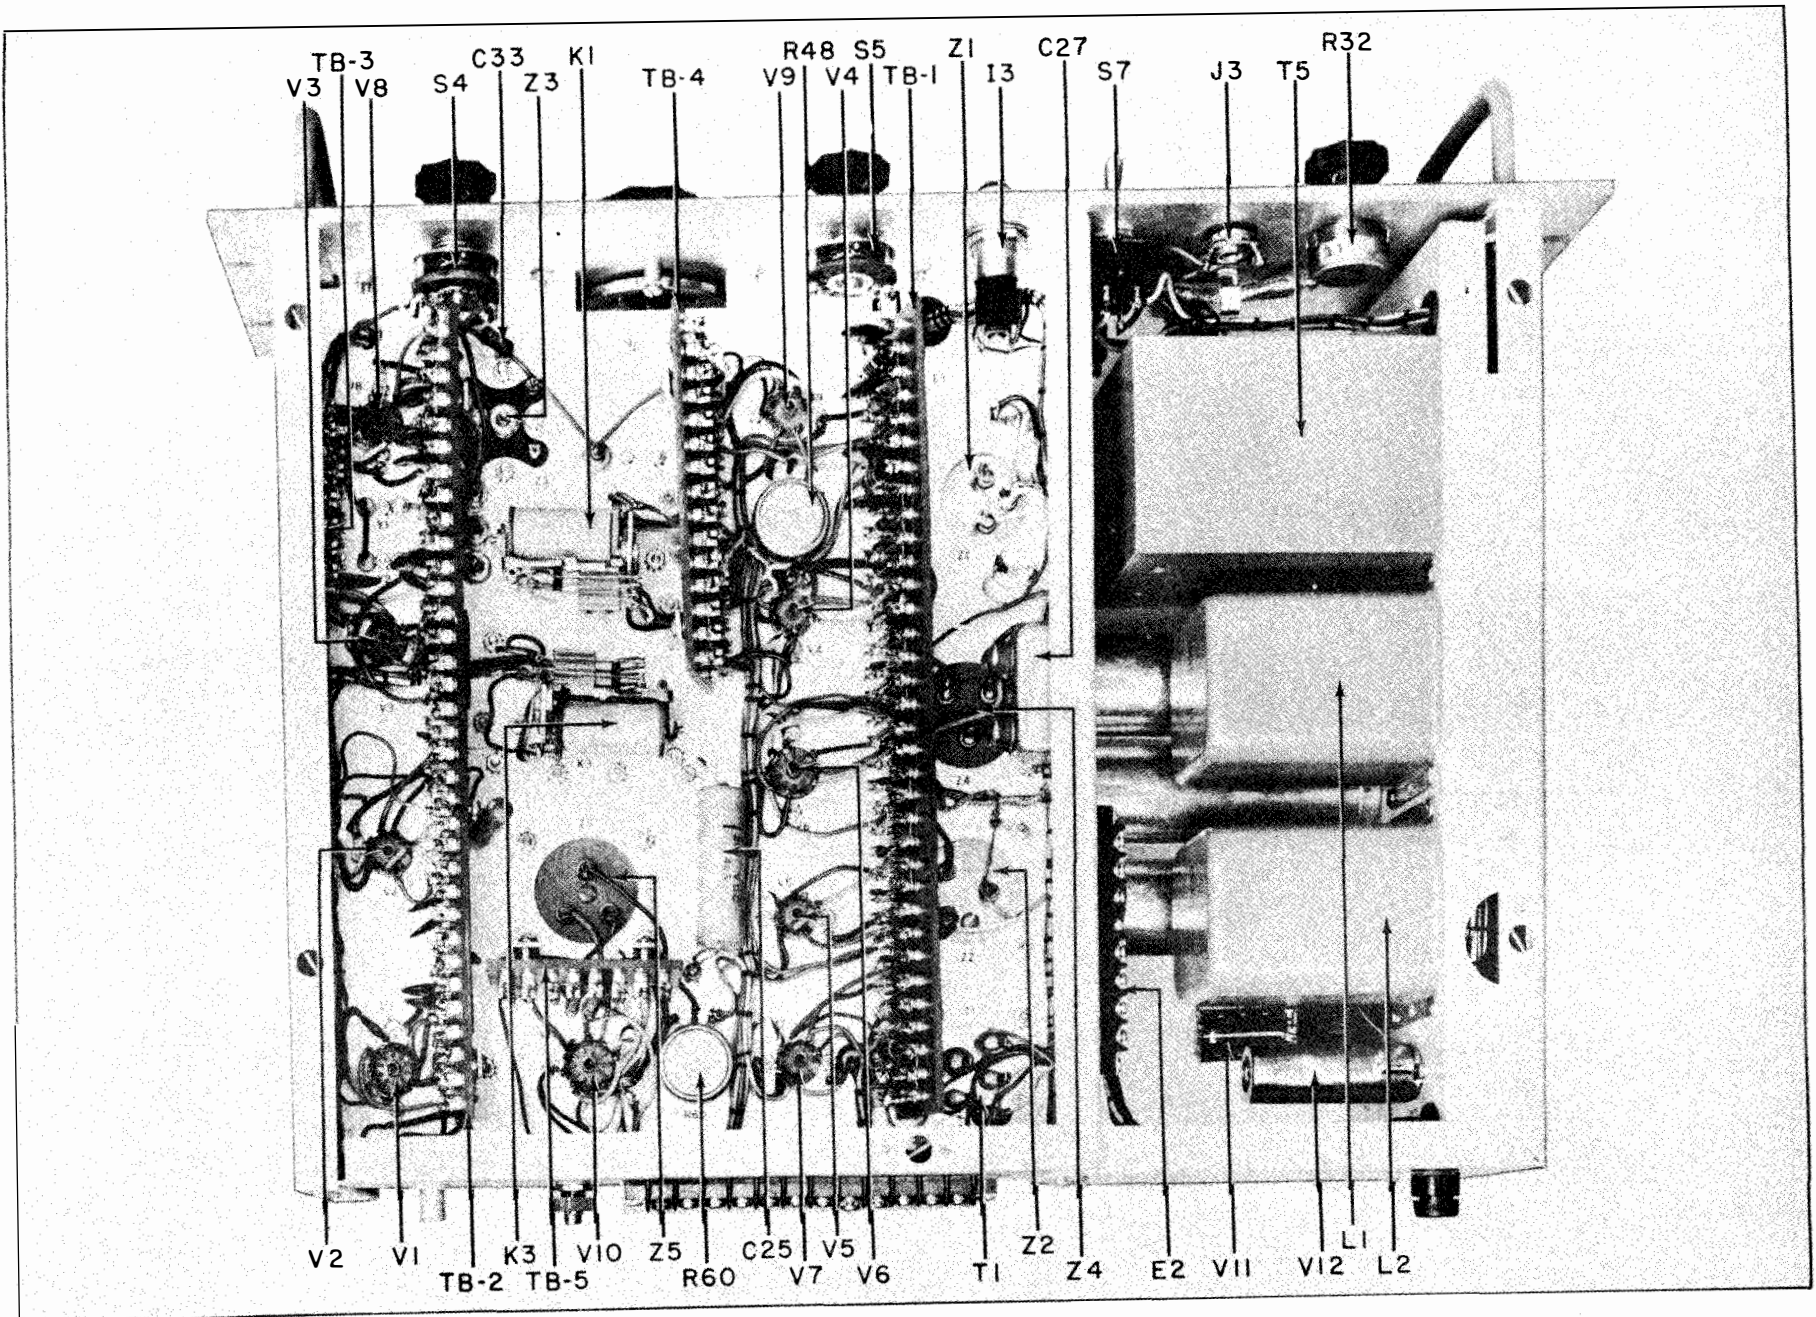 R48 S5 Z1 C27 R32
TB-3 C33 K1
V3 V8 S4 Z3 TB-4 V9 V4 TB-1 I3 S7 J3 T5
Z4
Z2
V2 V1 K3 V10 Z5 C25 V5 Z2 L1
TB-2 TB-5 R60 V7 V6 T1 Z4 E2 V11 V12 L2